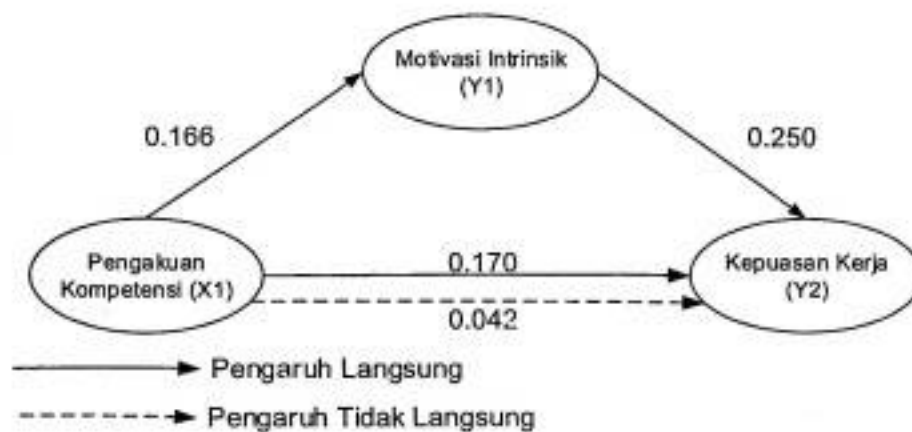 Motivasi Intrinsik
(Y1)
0.166
0.250
Pengakuan
Kompetensi (X1)
0.170
Kepuasan Kerja
(Y2)
0.042
Pengaruh Langsung
Pengaruh Tidak Langsung